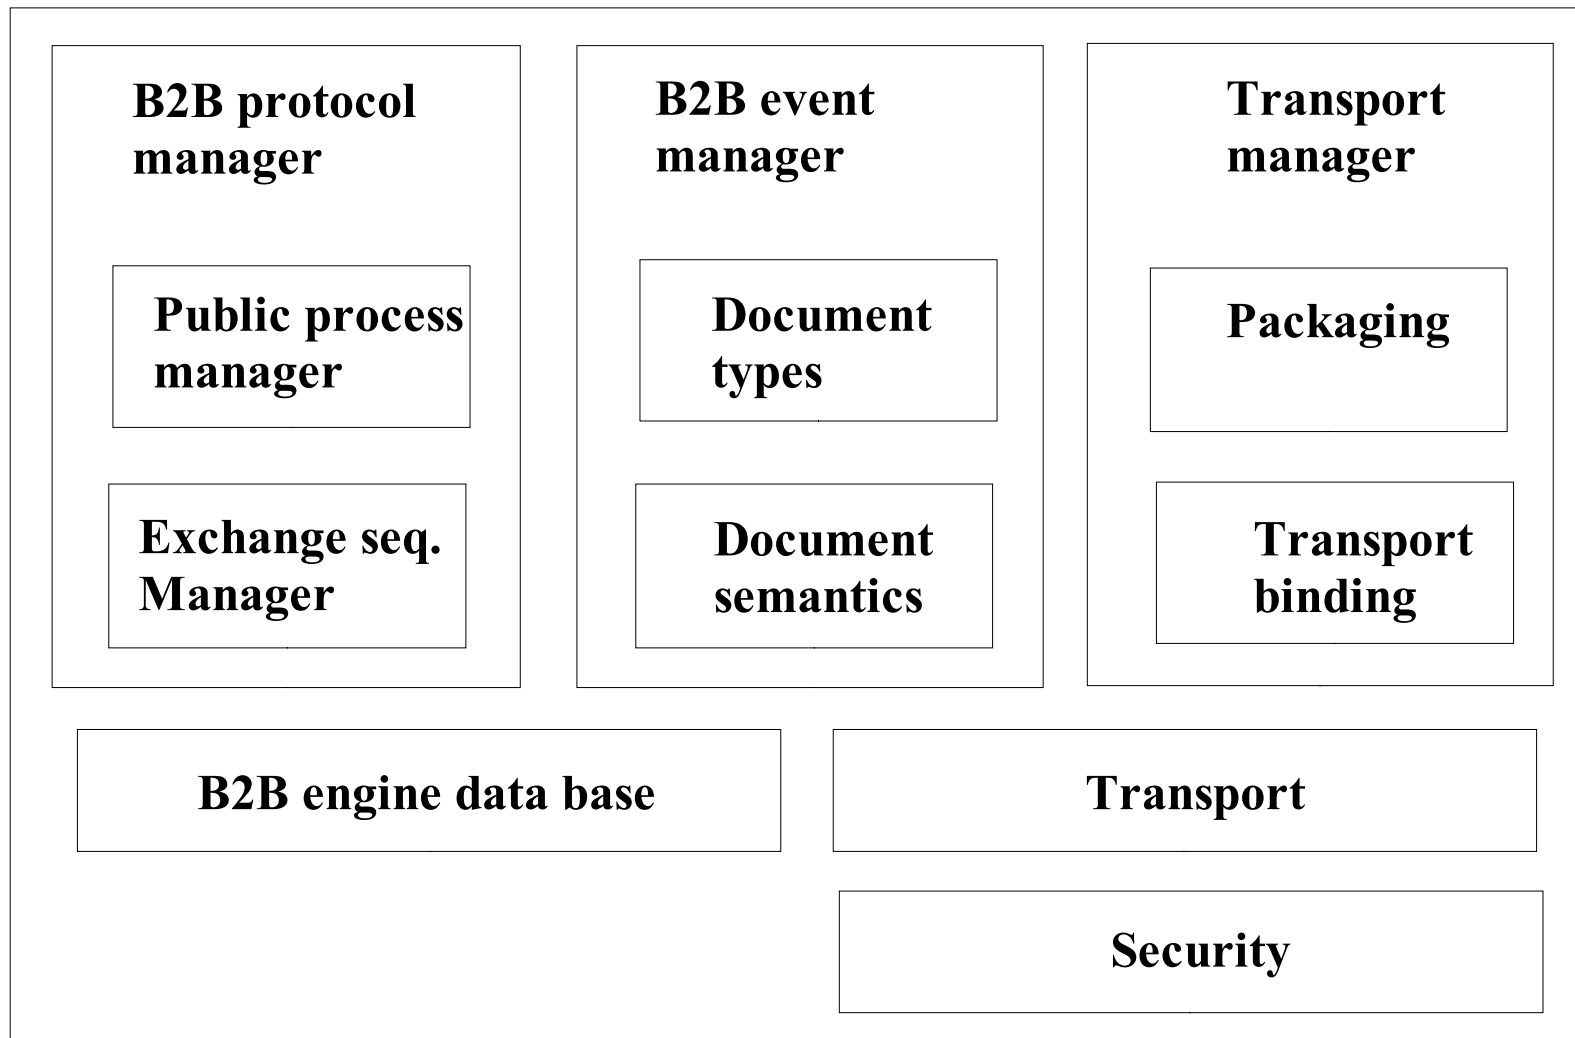 B2B protocol
manager
B2B event
manager
Transport
manager
Public process
manager
Document
types
Packaging
Exchange seq.
Manager
Document
semantics
Transport
binding
B2B engine data base
Transport
Security